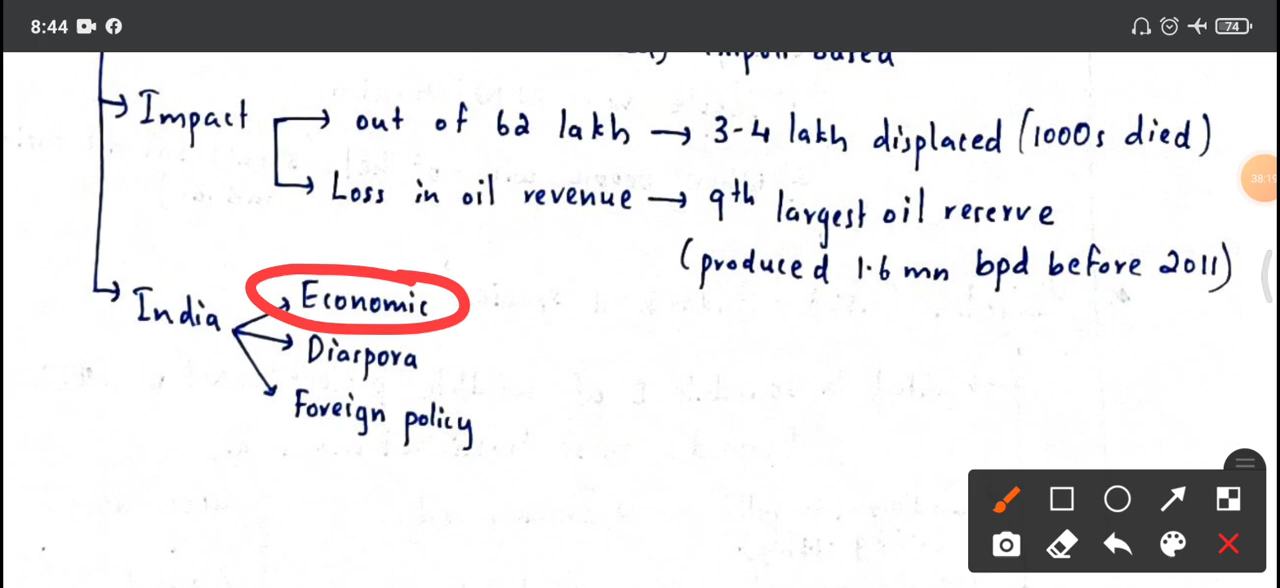 8:44
74
Impact → out of 62 lakh → 3-4 lakh displaced (1000s died)
→ Loss in oil revenue → 9th largest oil reserve
(produced 1.6 mn bpd before 2011)
38:19
→ India → Economic
→ Diaspora
Foreign policy